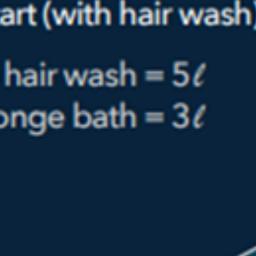 art (with hair wash)
hair wash = 5ℓ
onge bath = 3ℓ